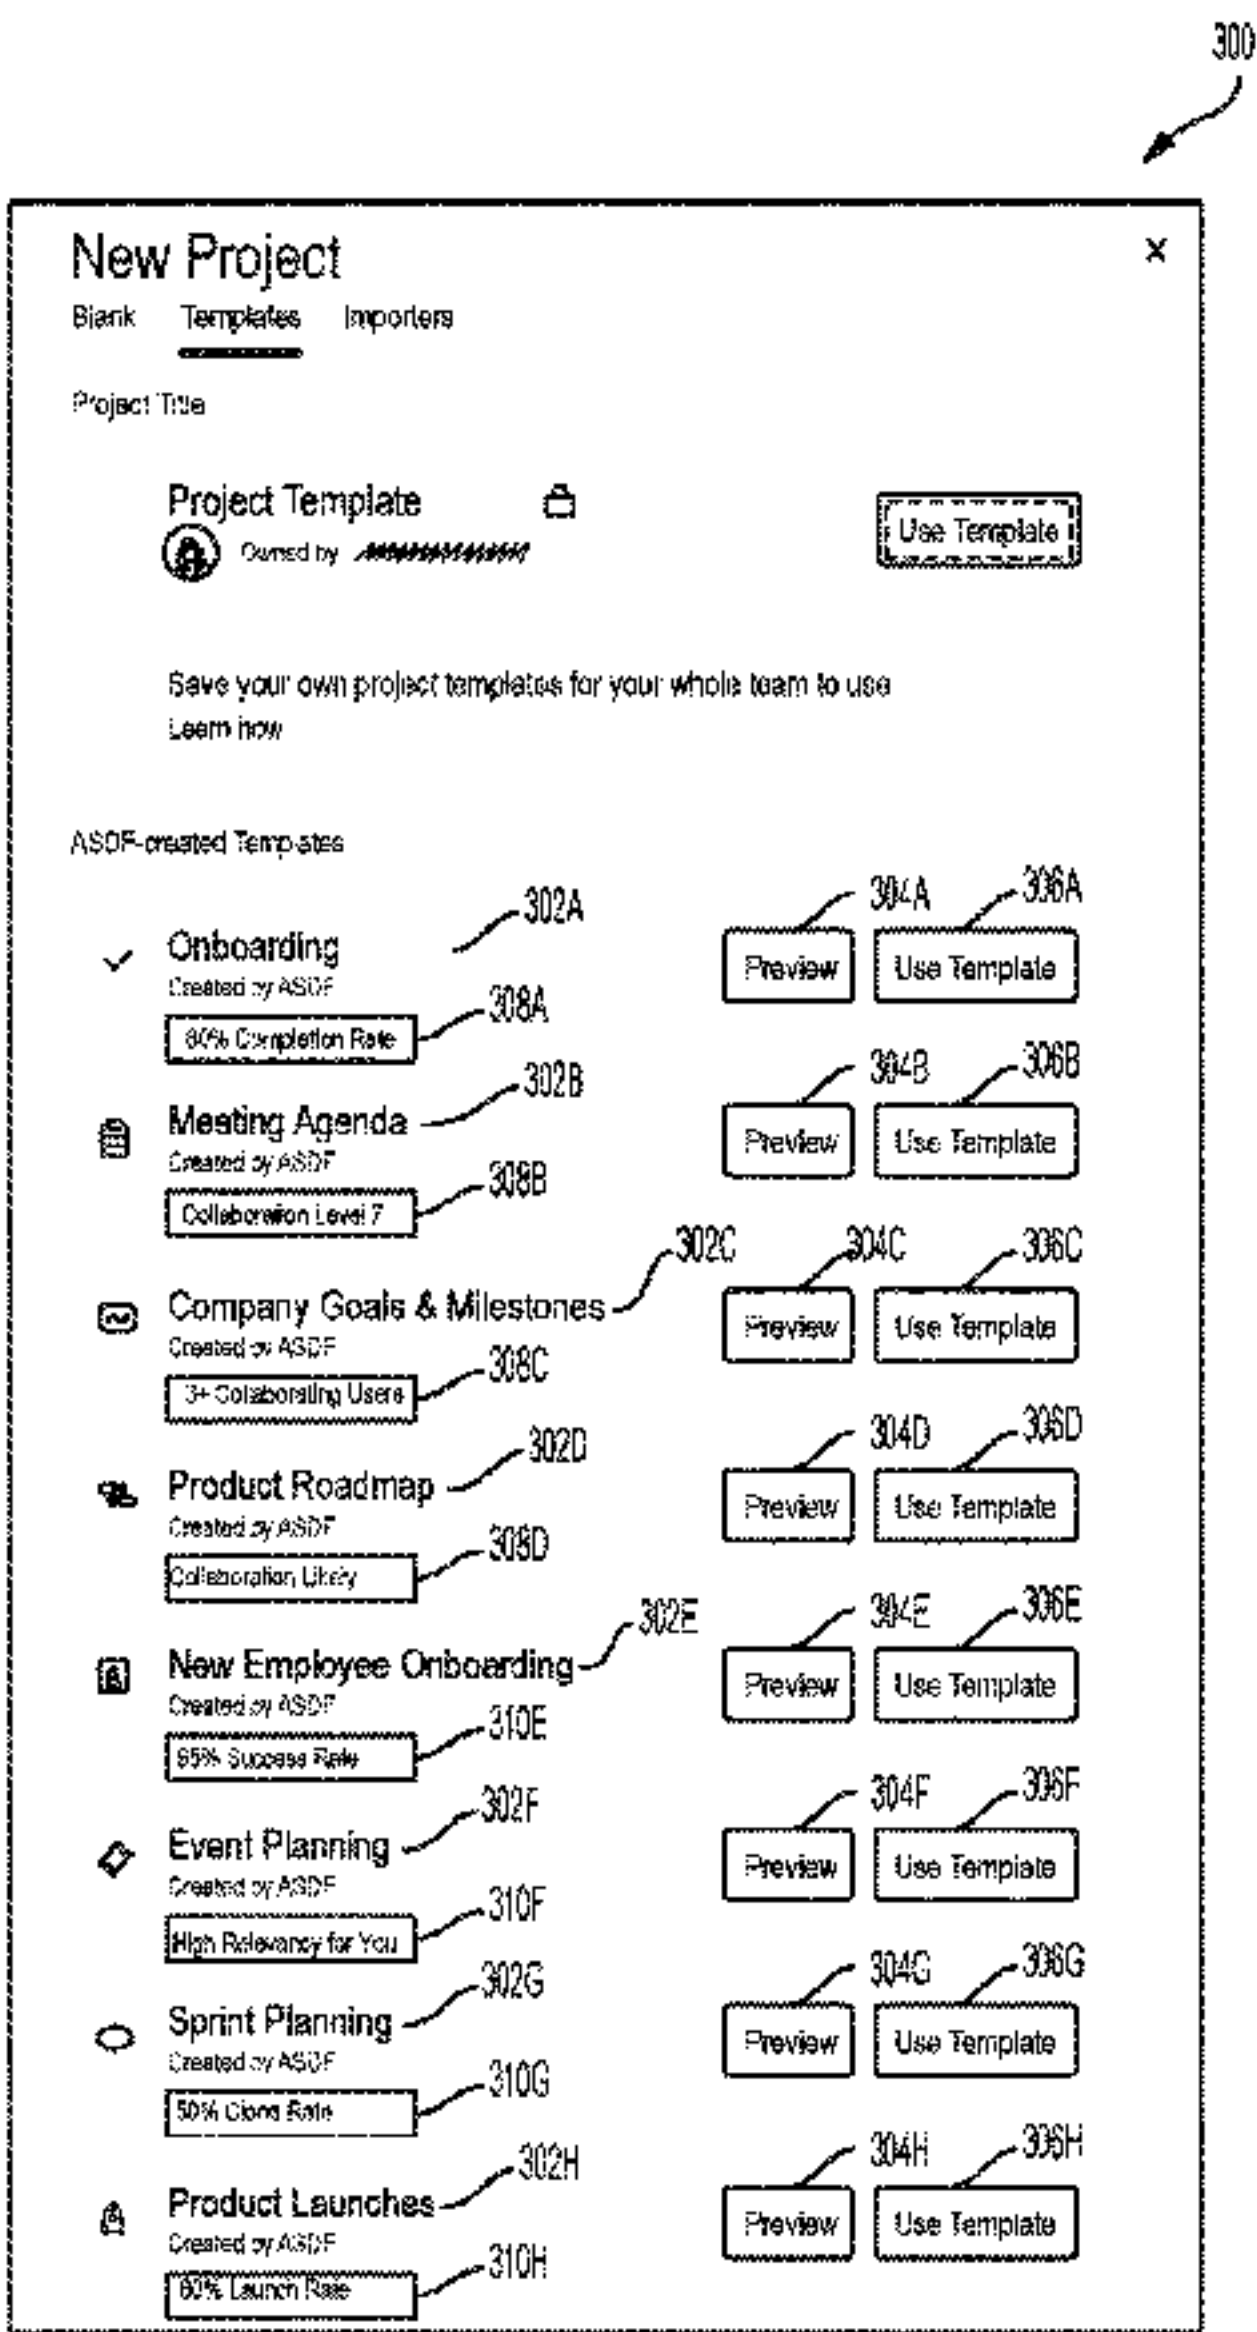 300
New Project X
Blank Templates Importers
Project Title
Project Template
Use Template
Owned by
Save your own project templates for your whole team to use
Learn how
ASDF-created Templates
302A 304A 306A
Onboarding Preview Use Template
Created by ASDF
308A
80% Completion Rate
302B 304B 306B
Meeting Agenda Preview Use Template
Created by ASDF
308B
Collaboration Level 7
302C 304C 306C
Company Goals & Milestones Preview Use Template
Created by ASDF
308C
3+ Collaborating Users
302D 304D 306D
Product Roadmap Preview Use Template
Created by ASDF
308D
Collaboration Likely
302E 304E 306E
New Employee Onboarding Preview Use Template
Created by ASDF
310E
95% Success Rate
302F 304F 306F
Event Planning Preview Use Template
Created by ASDF
310F
High Relevancy for You
302G 304G 306G
Sprint Planning Preview Use Template
Created by ASDF
310G
50% Clone Rate
302H 304H 306H
Product Launches Preview Use Template
Created by ASDF
310H
60% Launch Rate